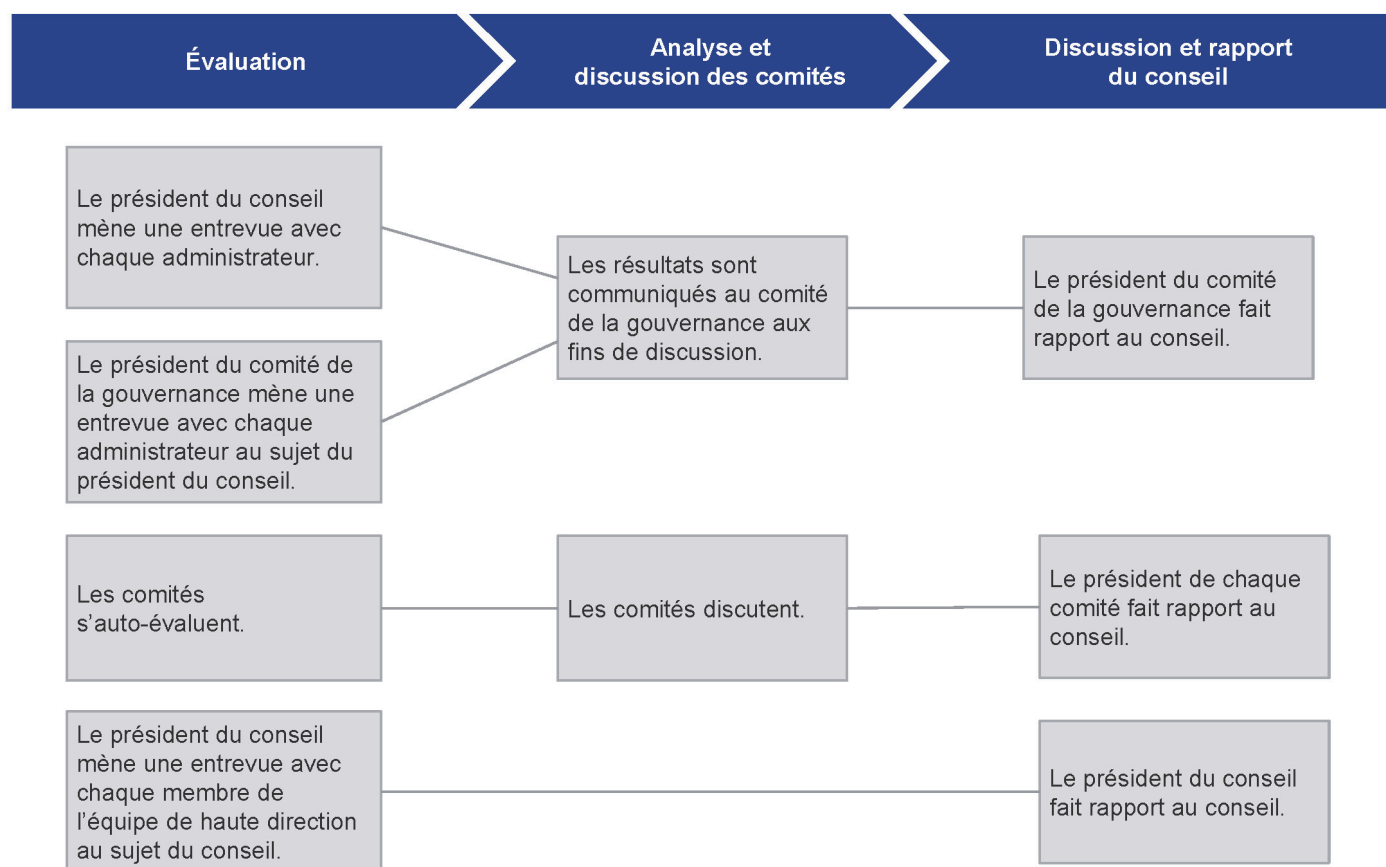 Évaluation
Analyse et
discussion des comités
Discussion et rapport
du conseil
Le président du conseil
mène une entrevue avec
chaque administrateur.
Le président du comité de
la gouvernance mène une
entrevue avec chaque
administrateur au sujet du
président du conseil.
Les résultats sont
communiqués au comité
de la gouvernance aux
fins de discussion.
Le président du comité
de la gouvernance fait
rapport au conseil.
Les comités
s’auto-évaluent.
Les comités discutent.
Le président de chaque
comité fait rapport au
conseil.
Le président du conseil
mène une entrevue avec
chaque membre de
l’équipe de haute direction
au sujet du conseil.
Le président du conseil
fait rapport au conseil.